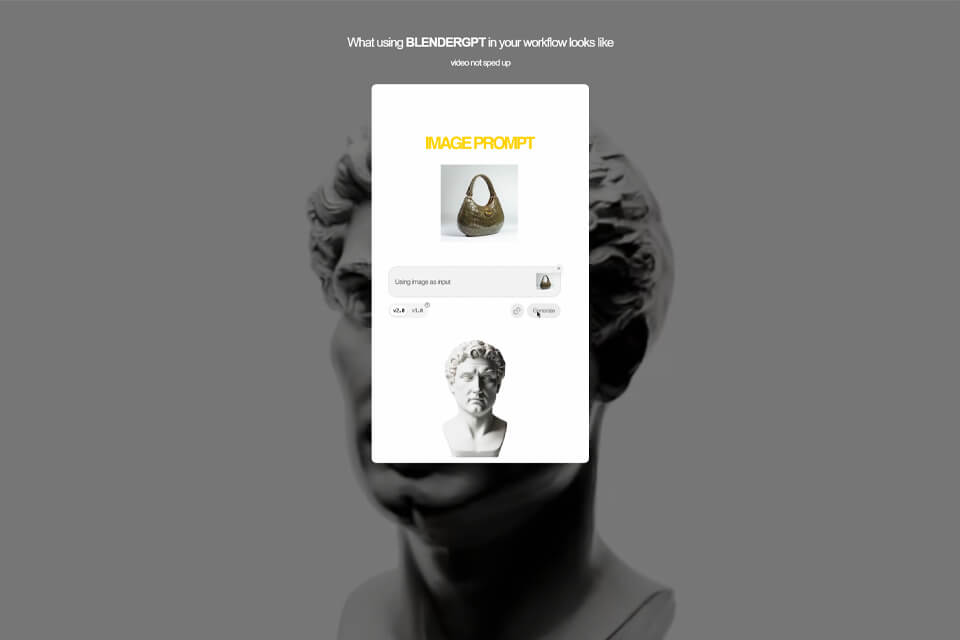 What using BLENDERGPT in your workflow looks like
video not sped up
IMAGE PROMPT
Using image as input
v2.0 v1.0
Generate